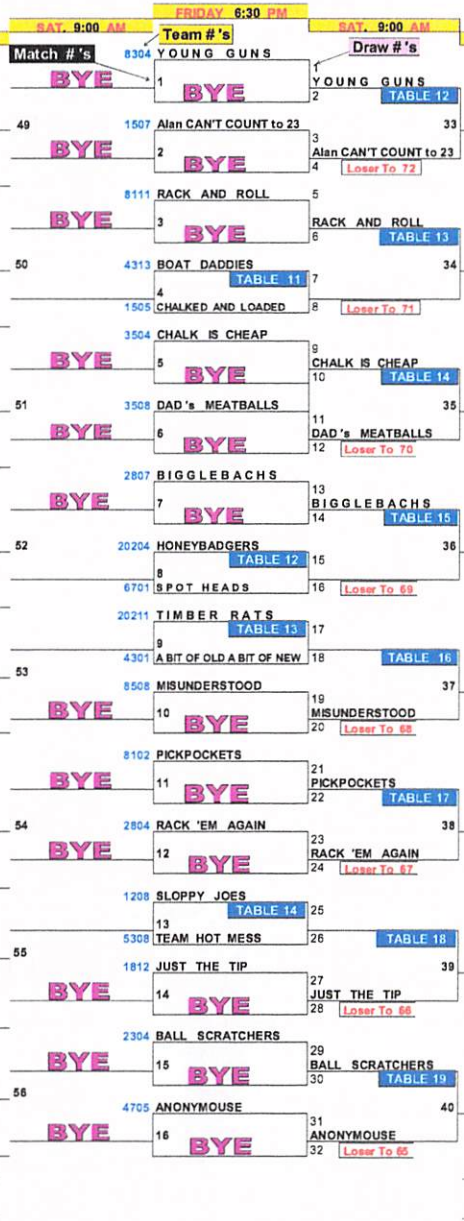 FRIDAY 6:30 PM
SAT. 9:00 AM
SAT. 9:00 AM
Team # 's
Match # 's
Draw # 's
8304 YOUNG GUNS
BYE
1
BYE
1
YOUNG GUNS
2
TABLE 12
49
33
1507 Alan CAN'T COUNT to 23
BYE
2
BYE
3
Alan CAN'T COUNT to 23
4
Loser To 72
8111 RACK AND ROLL
BYE
3
BYE
5
RACK AND ROLL
6
TABLE 13
50
34
4313 BOAT DADDIES
TABLE 11
4
7
1505 CHALKED AND LOADED
8
Loser To 71
3504 CHALK IS CHEAP
BYE
5
BYE
9
CHALK IS CHEAP
10
TABLE 14
51
35
3508 DAD's MEATBALLS
BYE
6
BYE
11
DAD's MEATBALLS
12
Loser To 70
2807 BIGGLEBACHS
BYE
7
BYE
13
BIGGLEBACHS
14
TABLE 15
52
36
20204 HONEYBADGERS
TABLE 12
8
15
6701 SPOT HEADS
16
Loser To 69
20211 TIMBER RATS
TABLE 13
9
17
4301 A BIT OF OLD A BIT OF NEW
18
TABLE 16
53
37
8508 MISUNDERSTOOD
BYE
10
BYE
19
MISUNDERSTOOD
20
Loser To 68
8102 PICKPOCKETS
BYE
11
BYE
21
PICKPOCKETS
22
TABLE 17
54
38
2804 RACK 'EM AGAIN
BYE
12
BYE
23
RACK 'EM AGAIN
24
Loser To 67
1208 SLOPPY JOES
TABLE 14
13
25
5308 TEAM HOT MESS
26
TABLE 18
55
39
1812 JUST THE TIP
BYE
14
BYE
27
JUST THE TIP
28
Loser To 66
2304 BALL SCRATCHERS
BYE
15
BYE
29
BALL SCRATCHERS
30
TABLE 19
56
40
4705 ANONYMOUSE
BYE
16
BYE
31
ANONYMOUSE
32
Loser To 65